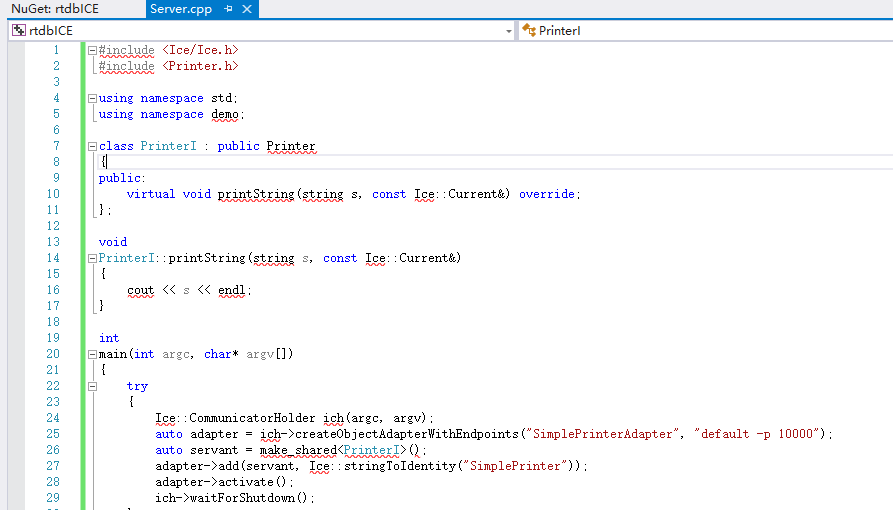 NuGet: rtdbICE Server.cpp
rtdbICE PrinterI
1 #include <Ice/Ice.h>
2 #include <Printer.h>
3
4 using namespace std;
5 using namespace demo;
6
7 class PrinterI : public Printer
8 {
9 public:
10 virtual void printString(string s, const Ice::Current&) override;
11 };
12
13 void
14 PrinterI::printString(string s, const Ice::Current&)
15 {
16 cout << s << endl;
17 }
18
19 int
20 main(int argc, char* argv[])
21 {
22 try
23 {
24 Ice::CommunicatorHolder ich(argc, argv);
25 auto adapter = ich->createObjectAdapterWithEndpoints("SimplePrinterAdapter", "default -p 10000");
26 auto servant = make_shared<PrinterI>();
27 adapter->add(servant, Ice::stringToIdentity("SimplePrinter"));
28 adapter->activate();
29 ich->waitForShutdown();